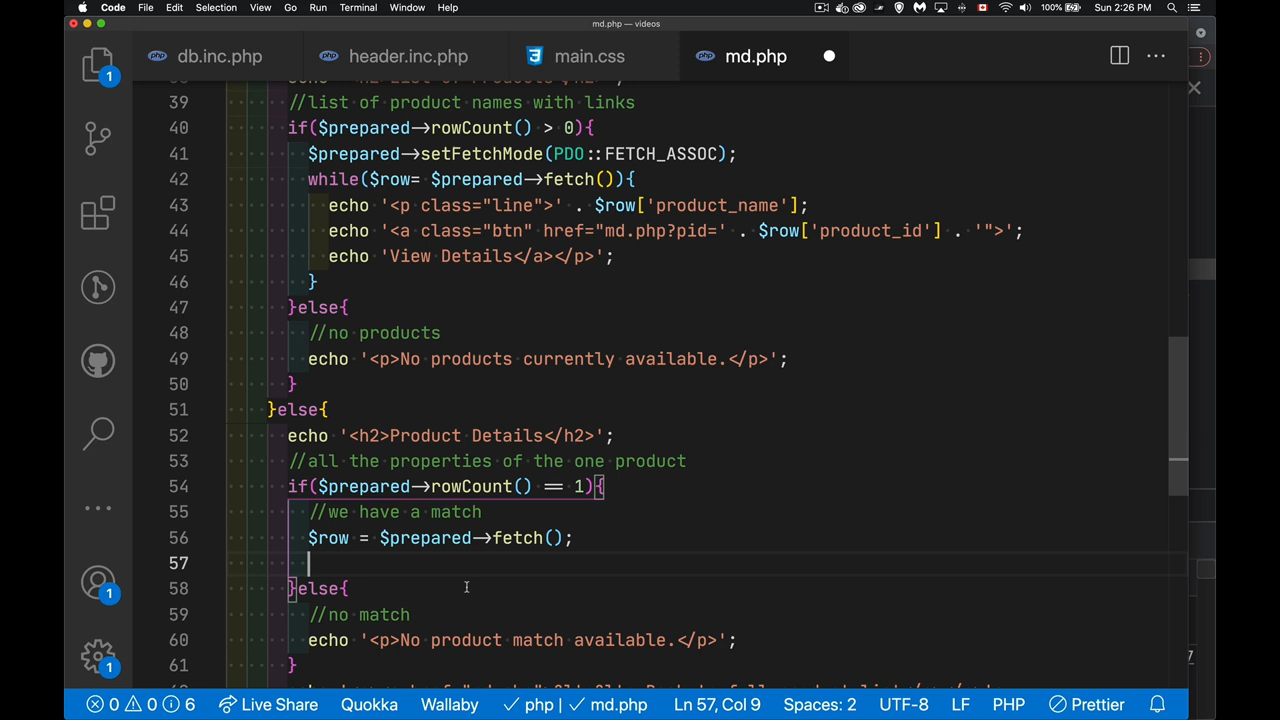 Code File Edit Selection View Go Run Terminal Window Help 100% Sun 2:26 PM
md.php — videos
db.inc.php header.inc.php main.css md.php
39 //list of product names with links
40 if($prepared->rowCount() > 0){
41 $prepared->setFetchMode(PDO::FETCH_ASSOC);
42 while($row= $prepared->fetch()){
43 echo '<p class="line">' . $row['product_name'];
44 echo '<a class="btn" href="md.php?pid=' . $row['product_id'] . '">';
45 echo 'View Details</a></p>';
46 }
47 }else{
48 //no products
49 echo '<p>No products currently available.</p>';
50 }
51 }else{
52 echo '<h2>Product Details</h2>';
53 //all the properties of the one product
54 if($prepared->rowCount() == 1){
55 //we have a match
56 $row = $prepared->fetch();
57
58 }else{
59 //no match
60 echo '<p>No product match available.</p>';
61 }
0 0 6 Live Share Quokka Wallaby php | md.php Ln 57, Col 9 Spaces: 2 UTF-8 LF PHP Prettier